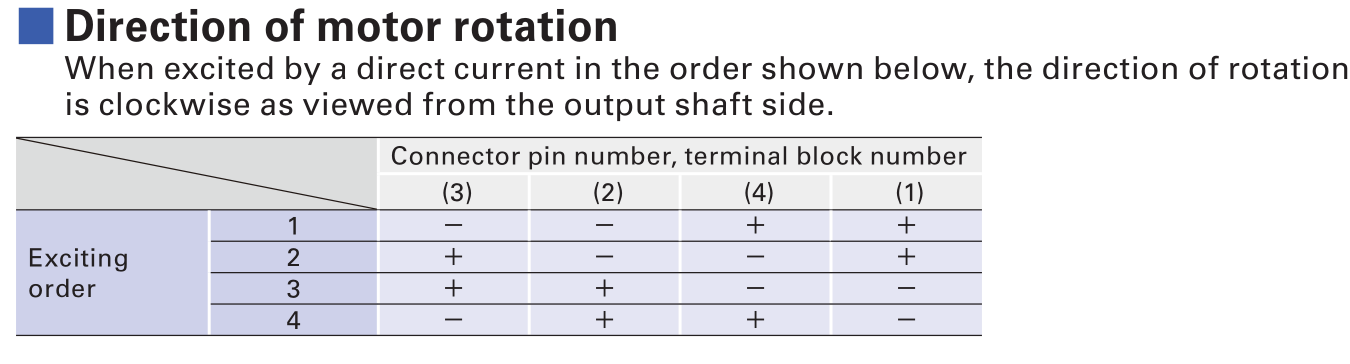 Direction of motor rotation
When excited by a direct current in the order shown below, the direction of rotation
is clockwise as viewed from the output shaft side.
Connector pin number, terminal block number
(3) (2) (4) (1)
Exciting order
1 − − + +
2 + − − +
3 + + − −
4 − + + −